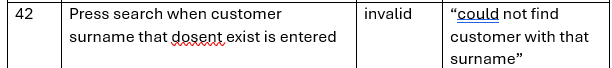 42 Press search when customer invalid “could not find
surname that dosent exist is entered customer with that
surname”